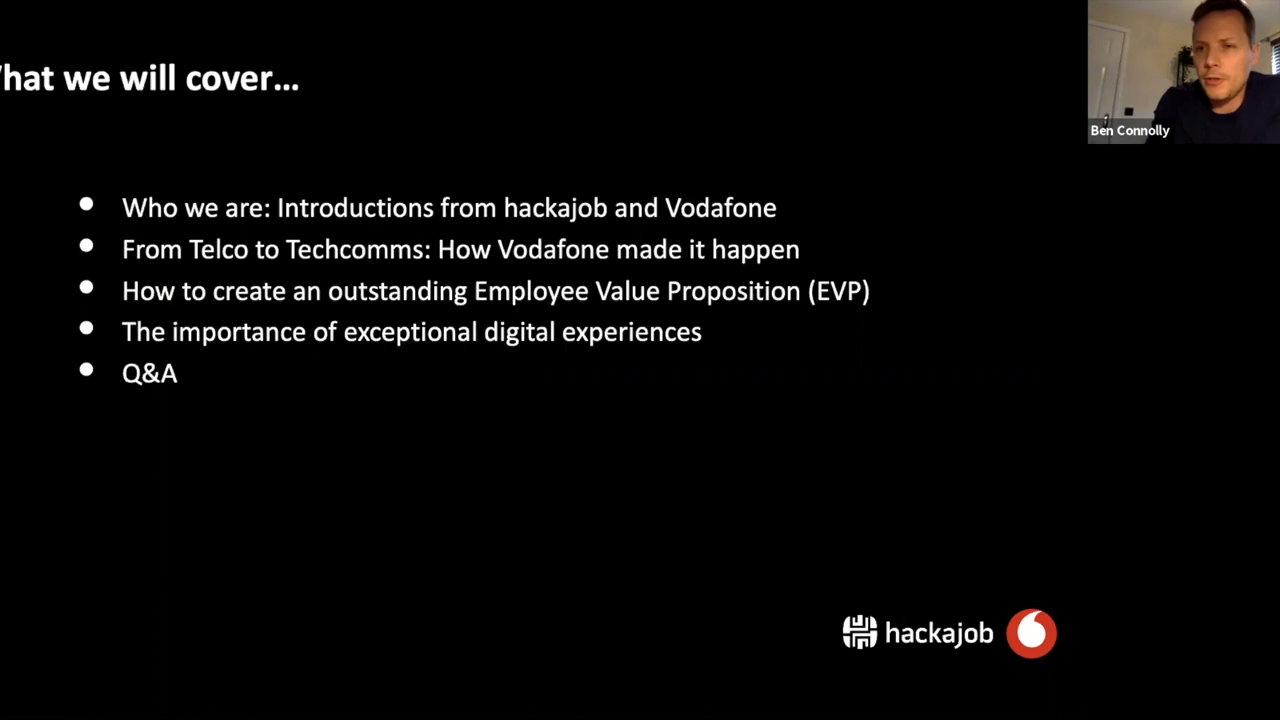 hat we will cover...
Ben Connolly
• Who we are: Introductions from hackajob and Vodafone
• From Telco to Techcomms: How Vodafone made it happen
• How to create an outstanding Employee Value Proposition (EVP)
• The importance of exceptional digital experiences
• Q&A
hackajob